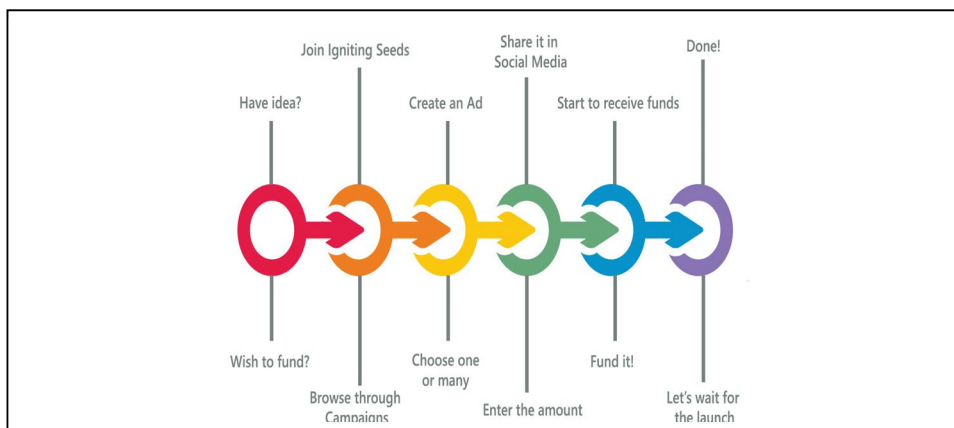 Have idea?
Join Igniting Seeds
Create an Ad
Share it in
Social Media
Start to receive funds
Done!
Wish to fund?
Browse through
Campaigns
Choose one
or many
Enter the amount
Fund it!
Let's wait for
the launch